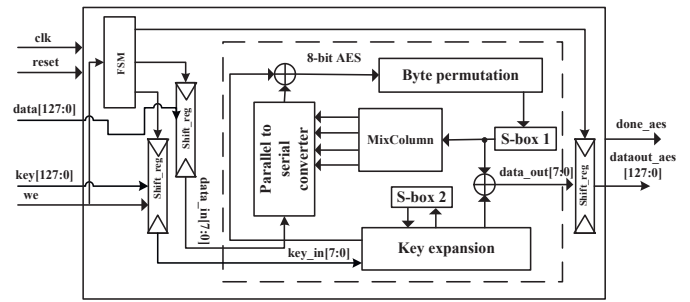 clk
reset
data[127:0]
key[127:0]
we
FSM
Shift_reg
Shift_reg
data_in[7:0]
key_in[7:0]
8-bit AES
Byte permutation
S-box 1
MixColumn
Parallel to
serial
converter
S-box 2
Key expansion
data_out[7:0]
Shift_reg
done_aes
dataout_aes
[127:0]